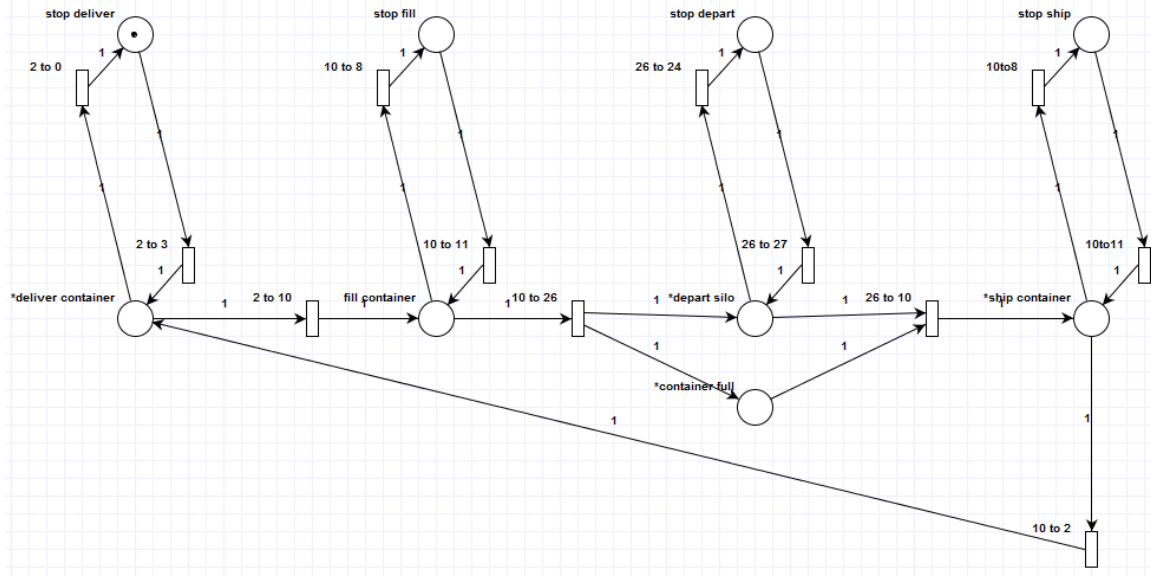 stop deliver
stop fill
stop depart
stop ship
1
1
1
1
2 to 0
10 to 8
26 to 24
10to8
1
1
1
1
1
1
1
1
2 to 3
10 to 11
26 to 27
10to11
1
1
1
1
*deliver container
1
2 to 10
1
fill container
1
10 to 26
1
*depart silo
1
26 to 10
1
*ship container
1
*container full
1
1
1
10 to 2